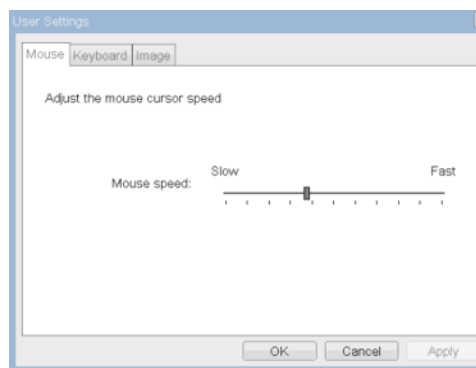 User Settings
Mouse Keyboard Image
Adjust the mouse cursor speed
Slow Fast
Mouse speed:
OK Cancel Apply